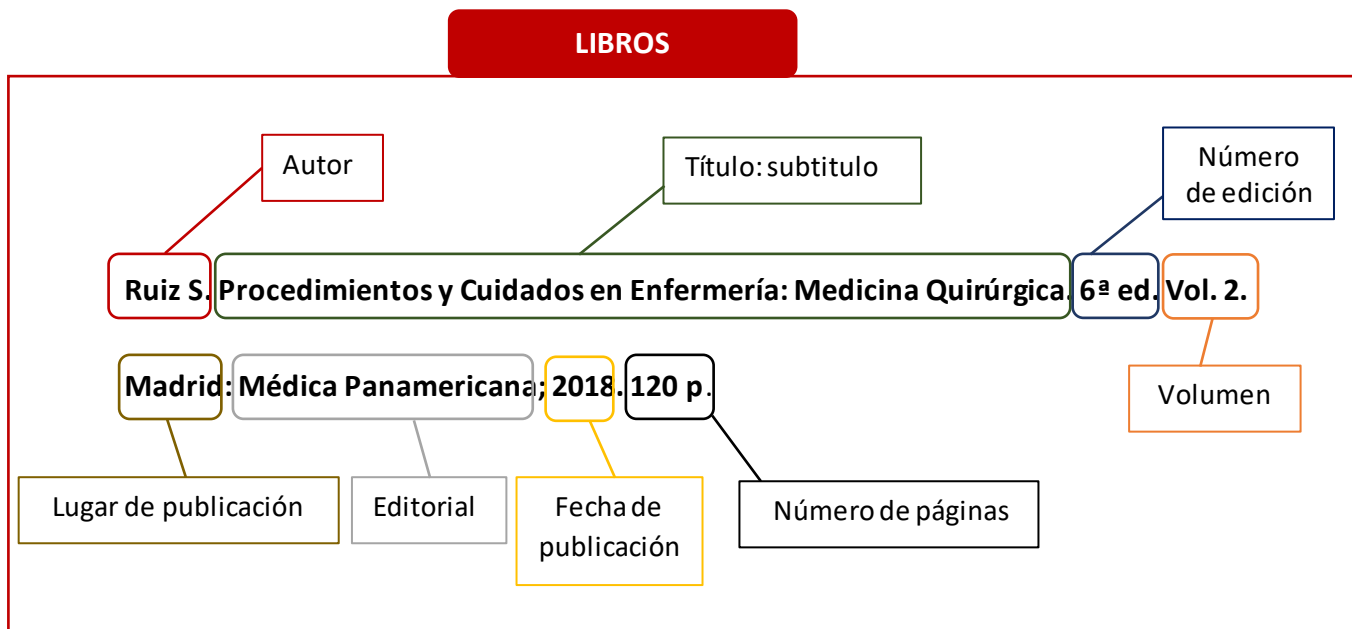 LIBROS
Autor
Título: subtitulo
Número
de edición
Ruiz S. Procedimientos y Cuidados en Enfermería: Medicina Quirúrgica. 6ª ed. Vol. 2.
Madrid: Médica Panamericana; 2018. 120 p.
Volumen
Lugar de publicación
Editorial
Fecha de
publicación
Número de páginas